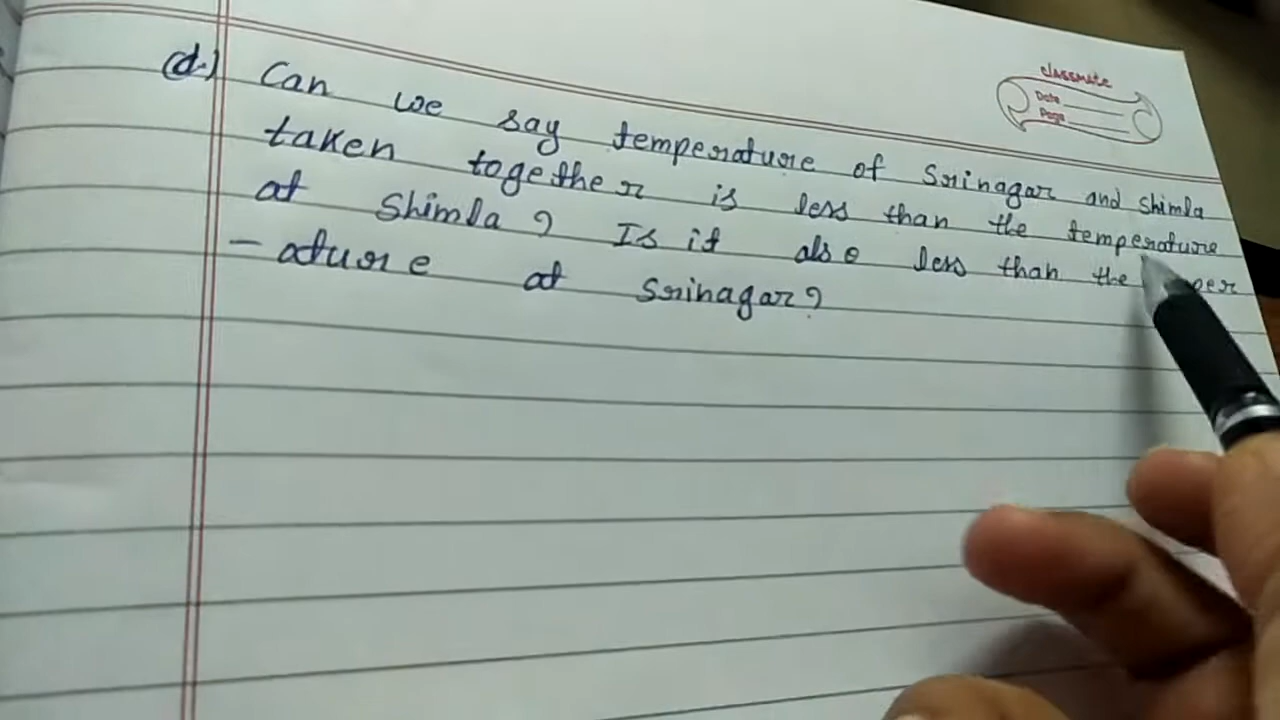 classmate
Date
Page
(d.) Can we say temperature of Srinagar and Shimla
taken together is less than the temperature
at Shimla? Is it also less than the
-ature at Srinagar?